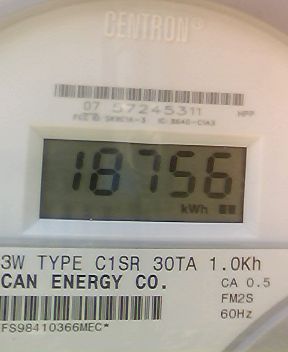 CENTRON®
07 57245311 HPP
18756
kWh
3W TYPE C1SR 30TA 1.0Kh
CAN ENERGY CO. CA 0.5
FM2S
60Hz
FS98410366MEC*